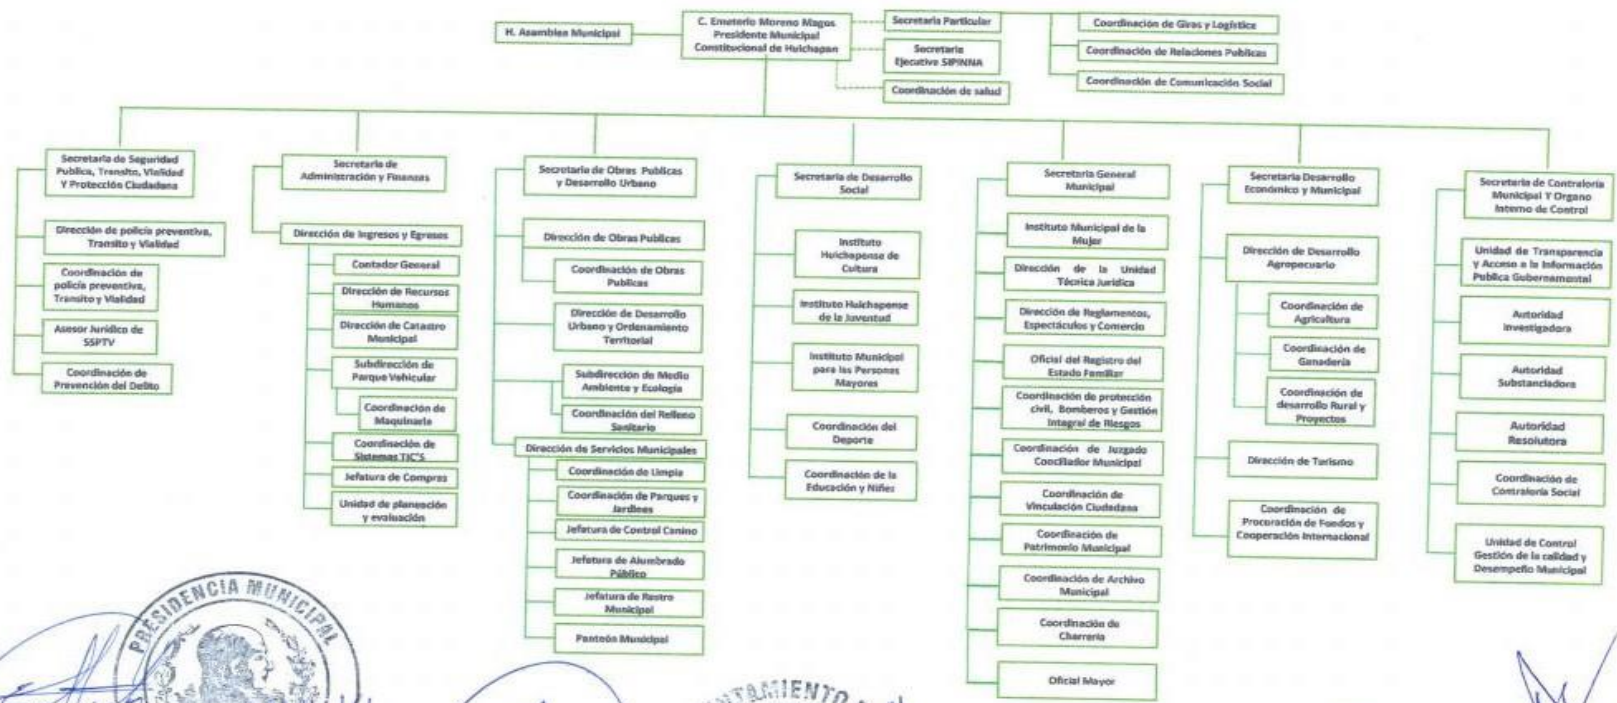 H. Asamblea Municipal
C. Emeterio Moreno Magos
Presidente Municipal
Constitucional de Huichapan
Secretaria Particular
Secretaria
Ejecutive SIPINNA
Coordinación de salud
Coordinación de Giras y Logística
Coordinación de Relaciones Publicas
Coordinación de Comunicación Social
Secretaria de Seguridad
Publica, Transito, Vialidad
Y Protección Ciudadana
Dirección de policía preventiva,
Transito y Vialidad
Coordinación de
policía preventiva,
Transito y Vialidad
Asesor Jurídico de
SSPTV
Coordinación de
Prevención del Delito
Secretaria de
Administración y Finanzas
Dirección de Ingresos y Egresos
Contador General
Dirección de Recursos
Humanos
Dirección de Catastro
Municipal
Subdirección de
Parque Vehicular
Coordinación de
Maquinaria
Coordinación de
Sistemas TIC'S
Jefatura de Compras
Unidad de planeación
y evaluación
Secretaria de Obras Publicas
y Desarrollo Urbano
Dirección de Obras Publicas
Coordinación de Obras
Publicas
Dirección de Desarrollo
Urbano y Ordenamiento
Territorial
Subdirección de Medio
Ambiente y Ecología
Coordinación del Relleno
Sanitario
Dirección de Servicios Municipales
Coordinación de Limpia
Coordinación de Parques y
Jardines
Jefatura de Control Canino
Jefatura de Alumbrado
Público
Jefatura de Rastro
Municipal
Panteón Municipal
Secretaria de Desarrollo
Social
Instituto
Huichapense de
Cultura
Instituto Huichapense
de la Juventud
Instituto Municipal
para las Personas
Mayores
Coordinación del
Deporte
Coordinación de la
Educación y Niñes
Secretaria General
Municipal
Instituto Municipal de la
Mujer
Dirección de la Unidad
Técnica Jurídica
Dirección de Reglamentos,
Espectáculos y Comercio
Oficial del Registro del
Estado Familiar
Coordinación de protección
civil, Bomberos y Gestión
Integral de Riesgos
Coordinación de Juzgado
Conciliador Municipal
Coordinación de
Vinculación Ciudadana
Coordinación de
Patrimonio Municipal
Coordinación de Archivo
Municipal
Coordinación de
Charrería
Oficial Mayor
Secretaria Desarrollo
Económico y Municipal
Dirección de Desarrollo
Agropecuario
Coordinación de
Agricultura
Coordinación de
Ganadería
Coordinación de
desarrollo Rural y
Proyectos
Dirección de Turismo
Coordinación de
Procuración de Fondos y
Cooperación Internacional
Secretaria de Contraloría
Municipal Y Organo
Interno de Control
Unidad de Transparencia
y Acceso a la Información
Publica Gubernamental
Autoridad
Investigadora
Autoridad
Substanciadora
Autoridad
Resolutora
Coordinación de
Contraloría Social
Unidad de Control
Gestión de la calidad y
Desempeño Municipal
PRESIDENCIA MUNICIPAL